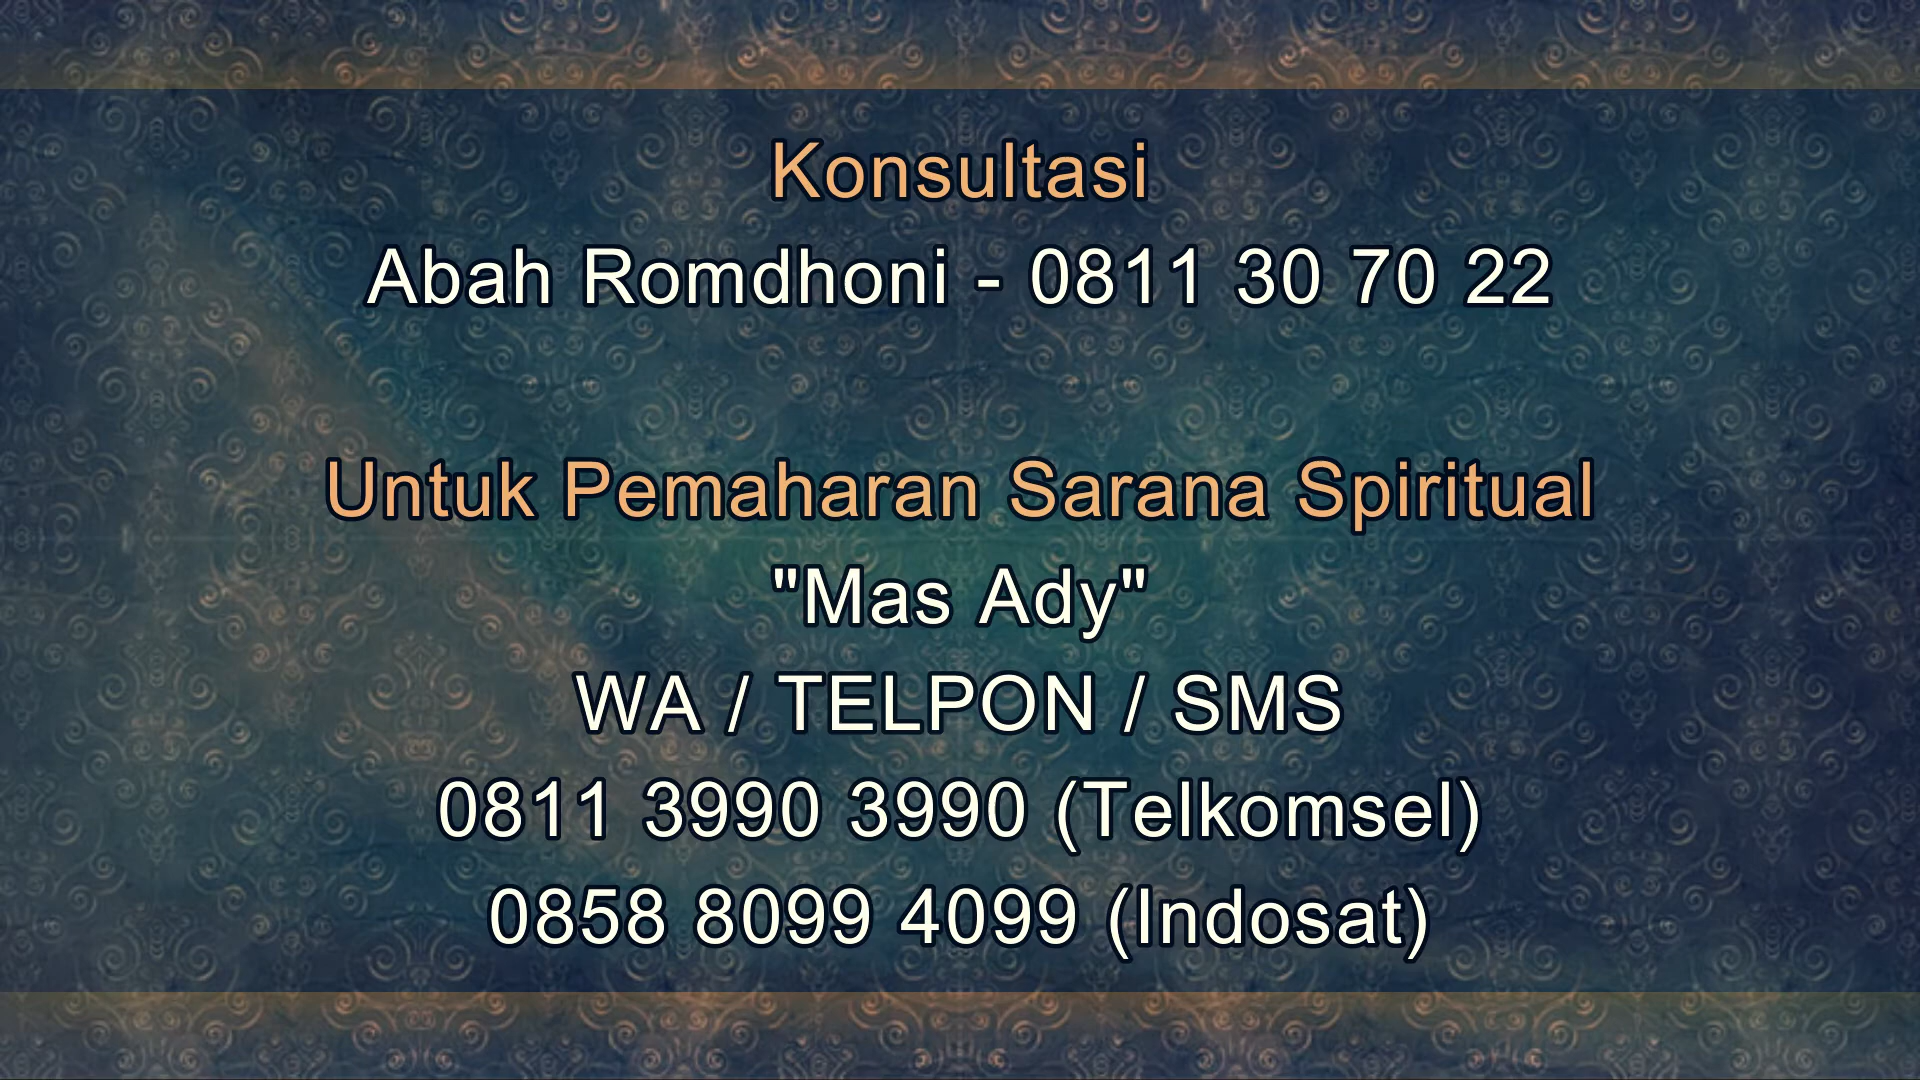 Konsultasi
Abah Romdhoni - 0811 30 70 22
Untuk Pemaharan Sarana Spiritual
"Mas Ady"
WA / TELPON / SMS
0811 3990 3990 (Telkomsel)
0858 8099 4099 (Indosat)